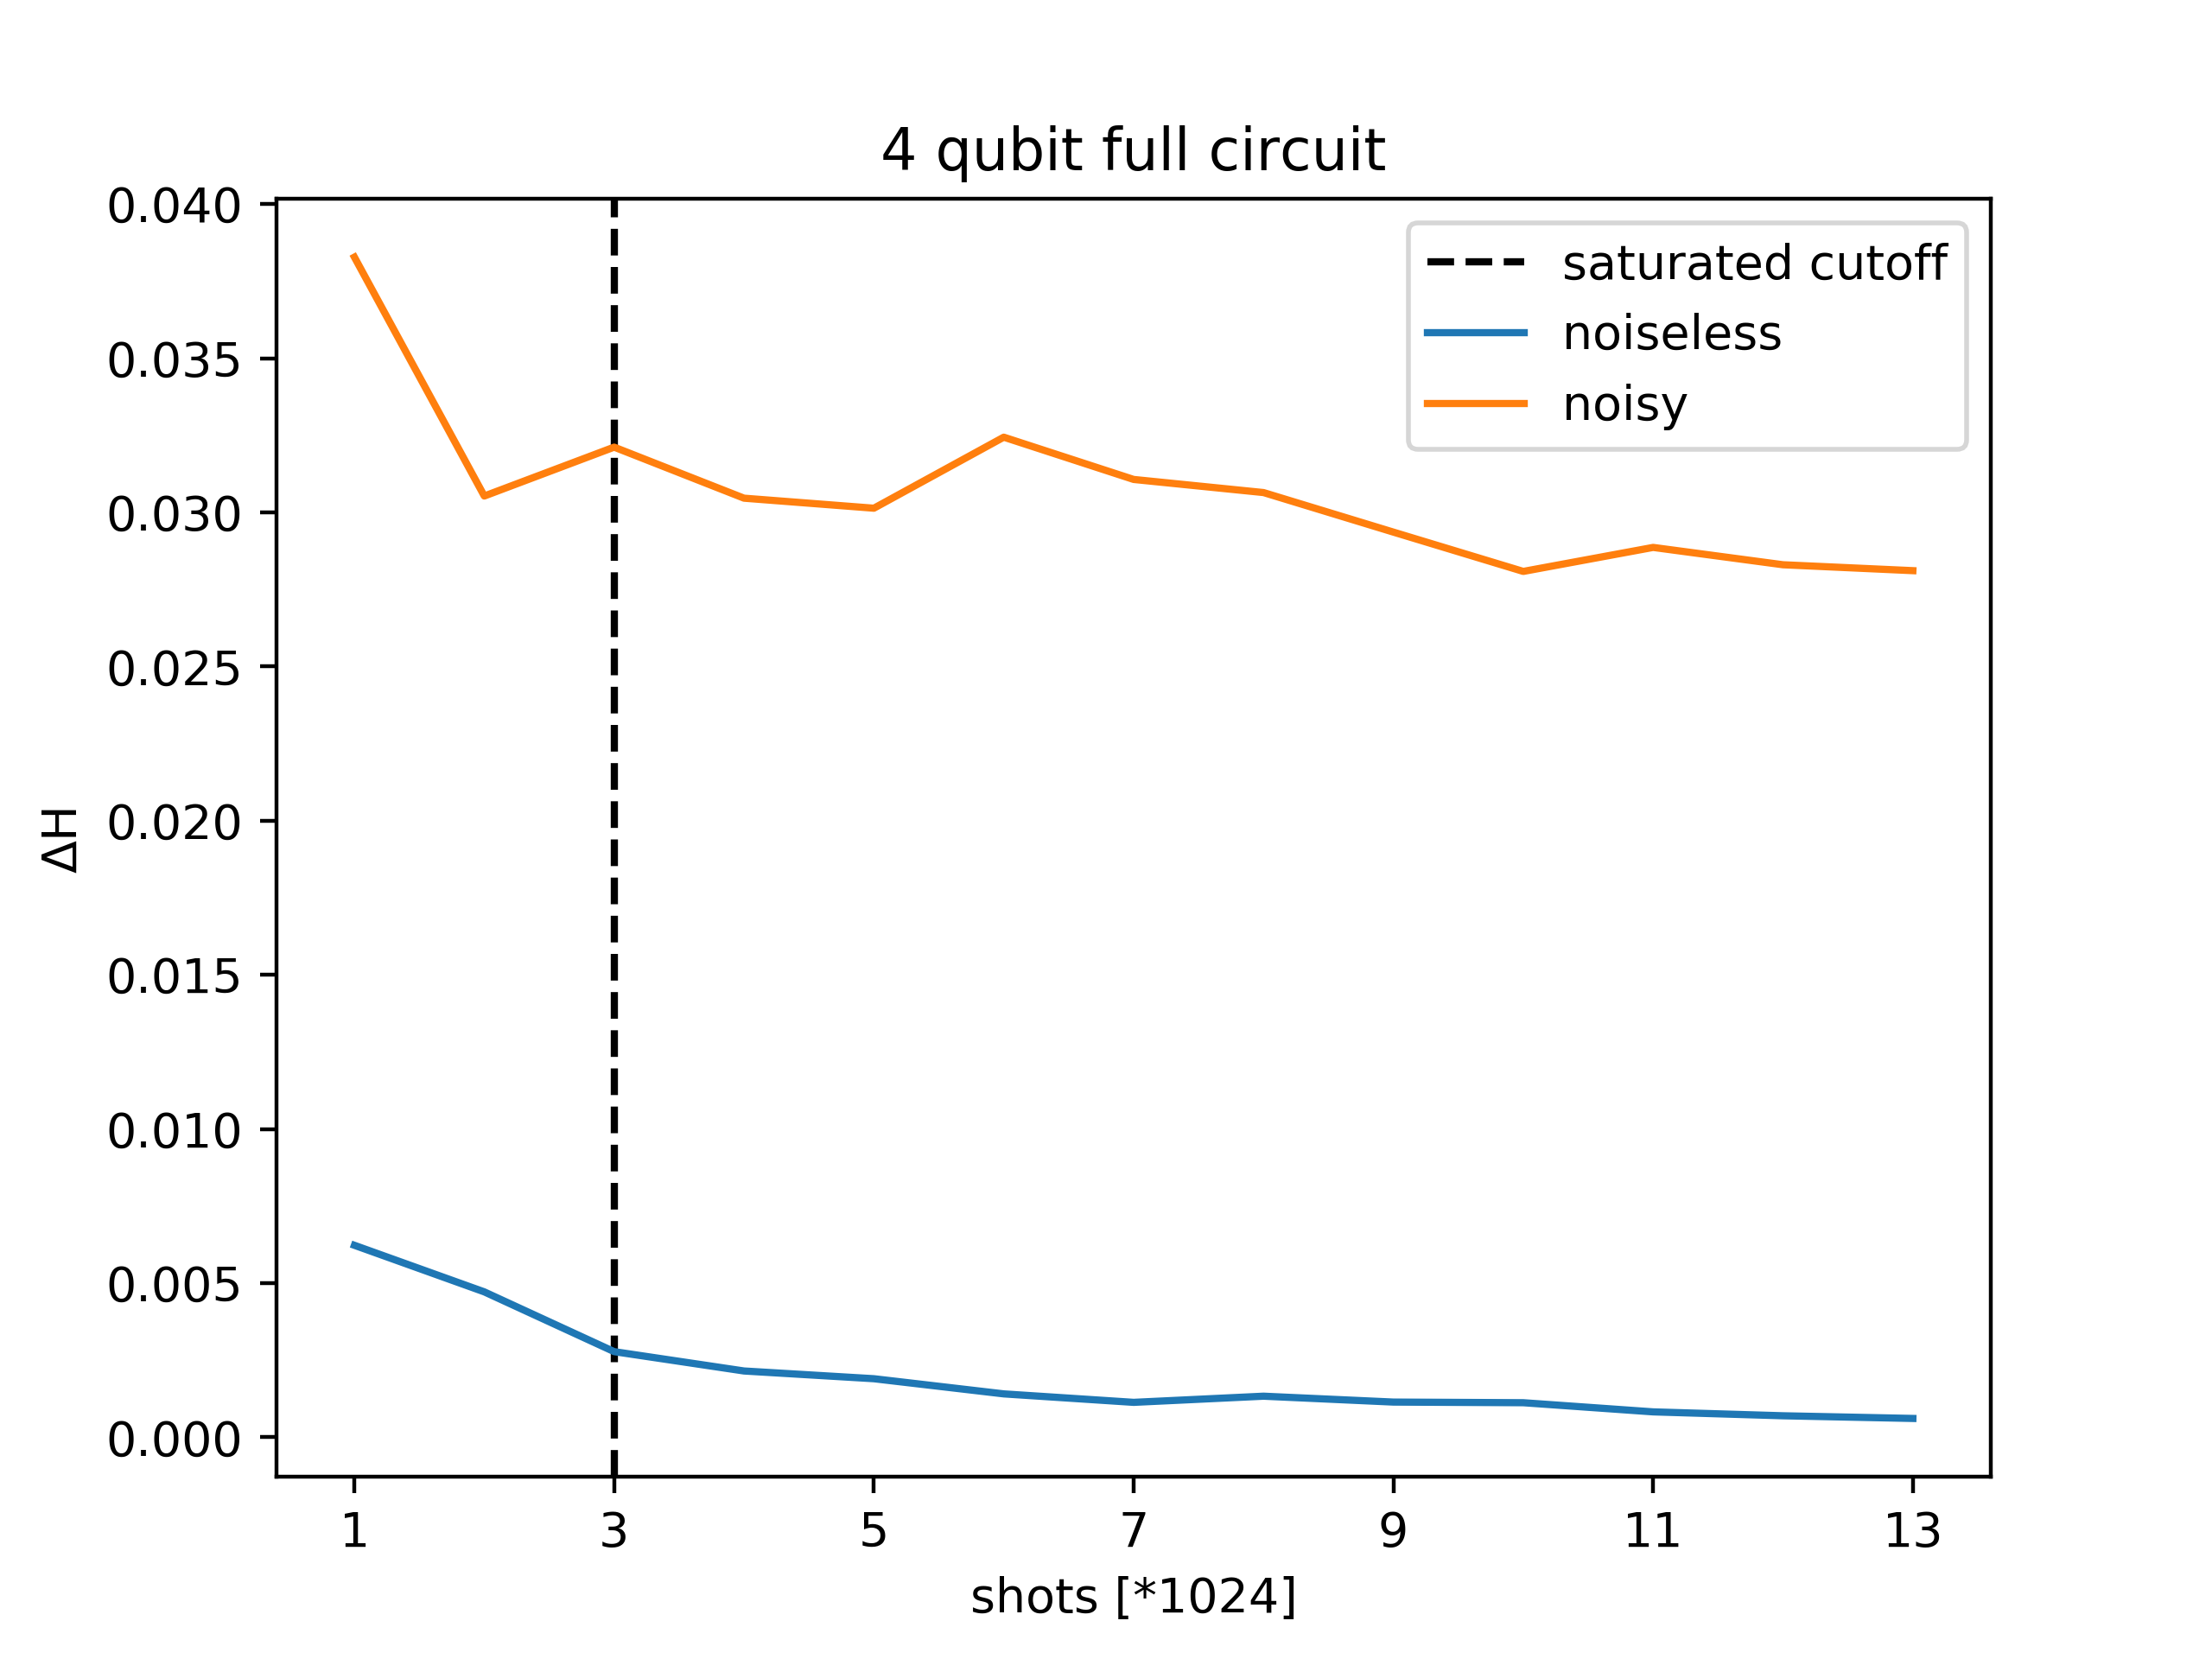 4 qubit full circuit
0.040
0.035
0.030
0.025
0.020
0.015
0.010
0.005
0.000
ΔH
saturated cutoff
noiseless
noisy
1 3 5 7 9 11 13
shots [*1024]